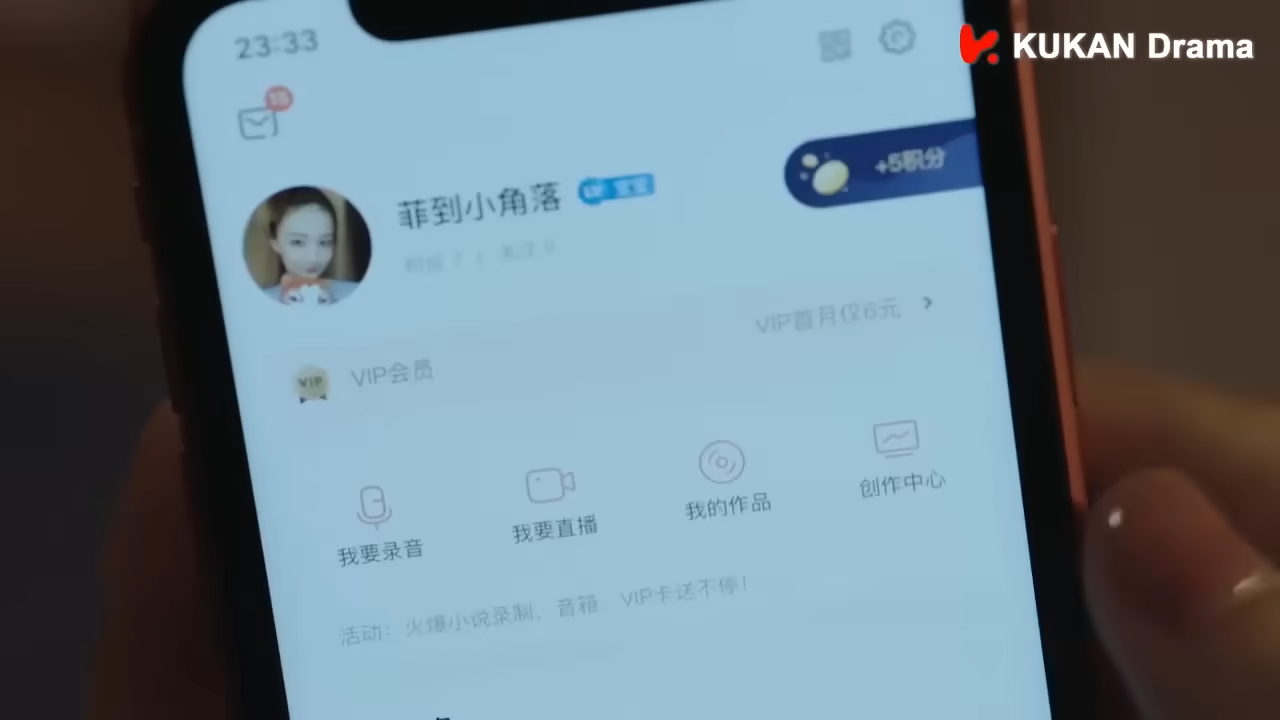 23:33
KUKAN Drama
15
+5积分
菲到小角落
VIP首月仅6元
VIP
VIP会员
我要录音
我要直播
我的作品
创作中心
活动：火爆小说录制，音箱、VIP卡送不停！